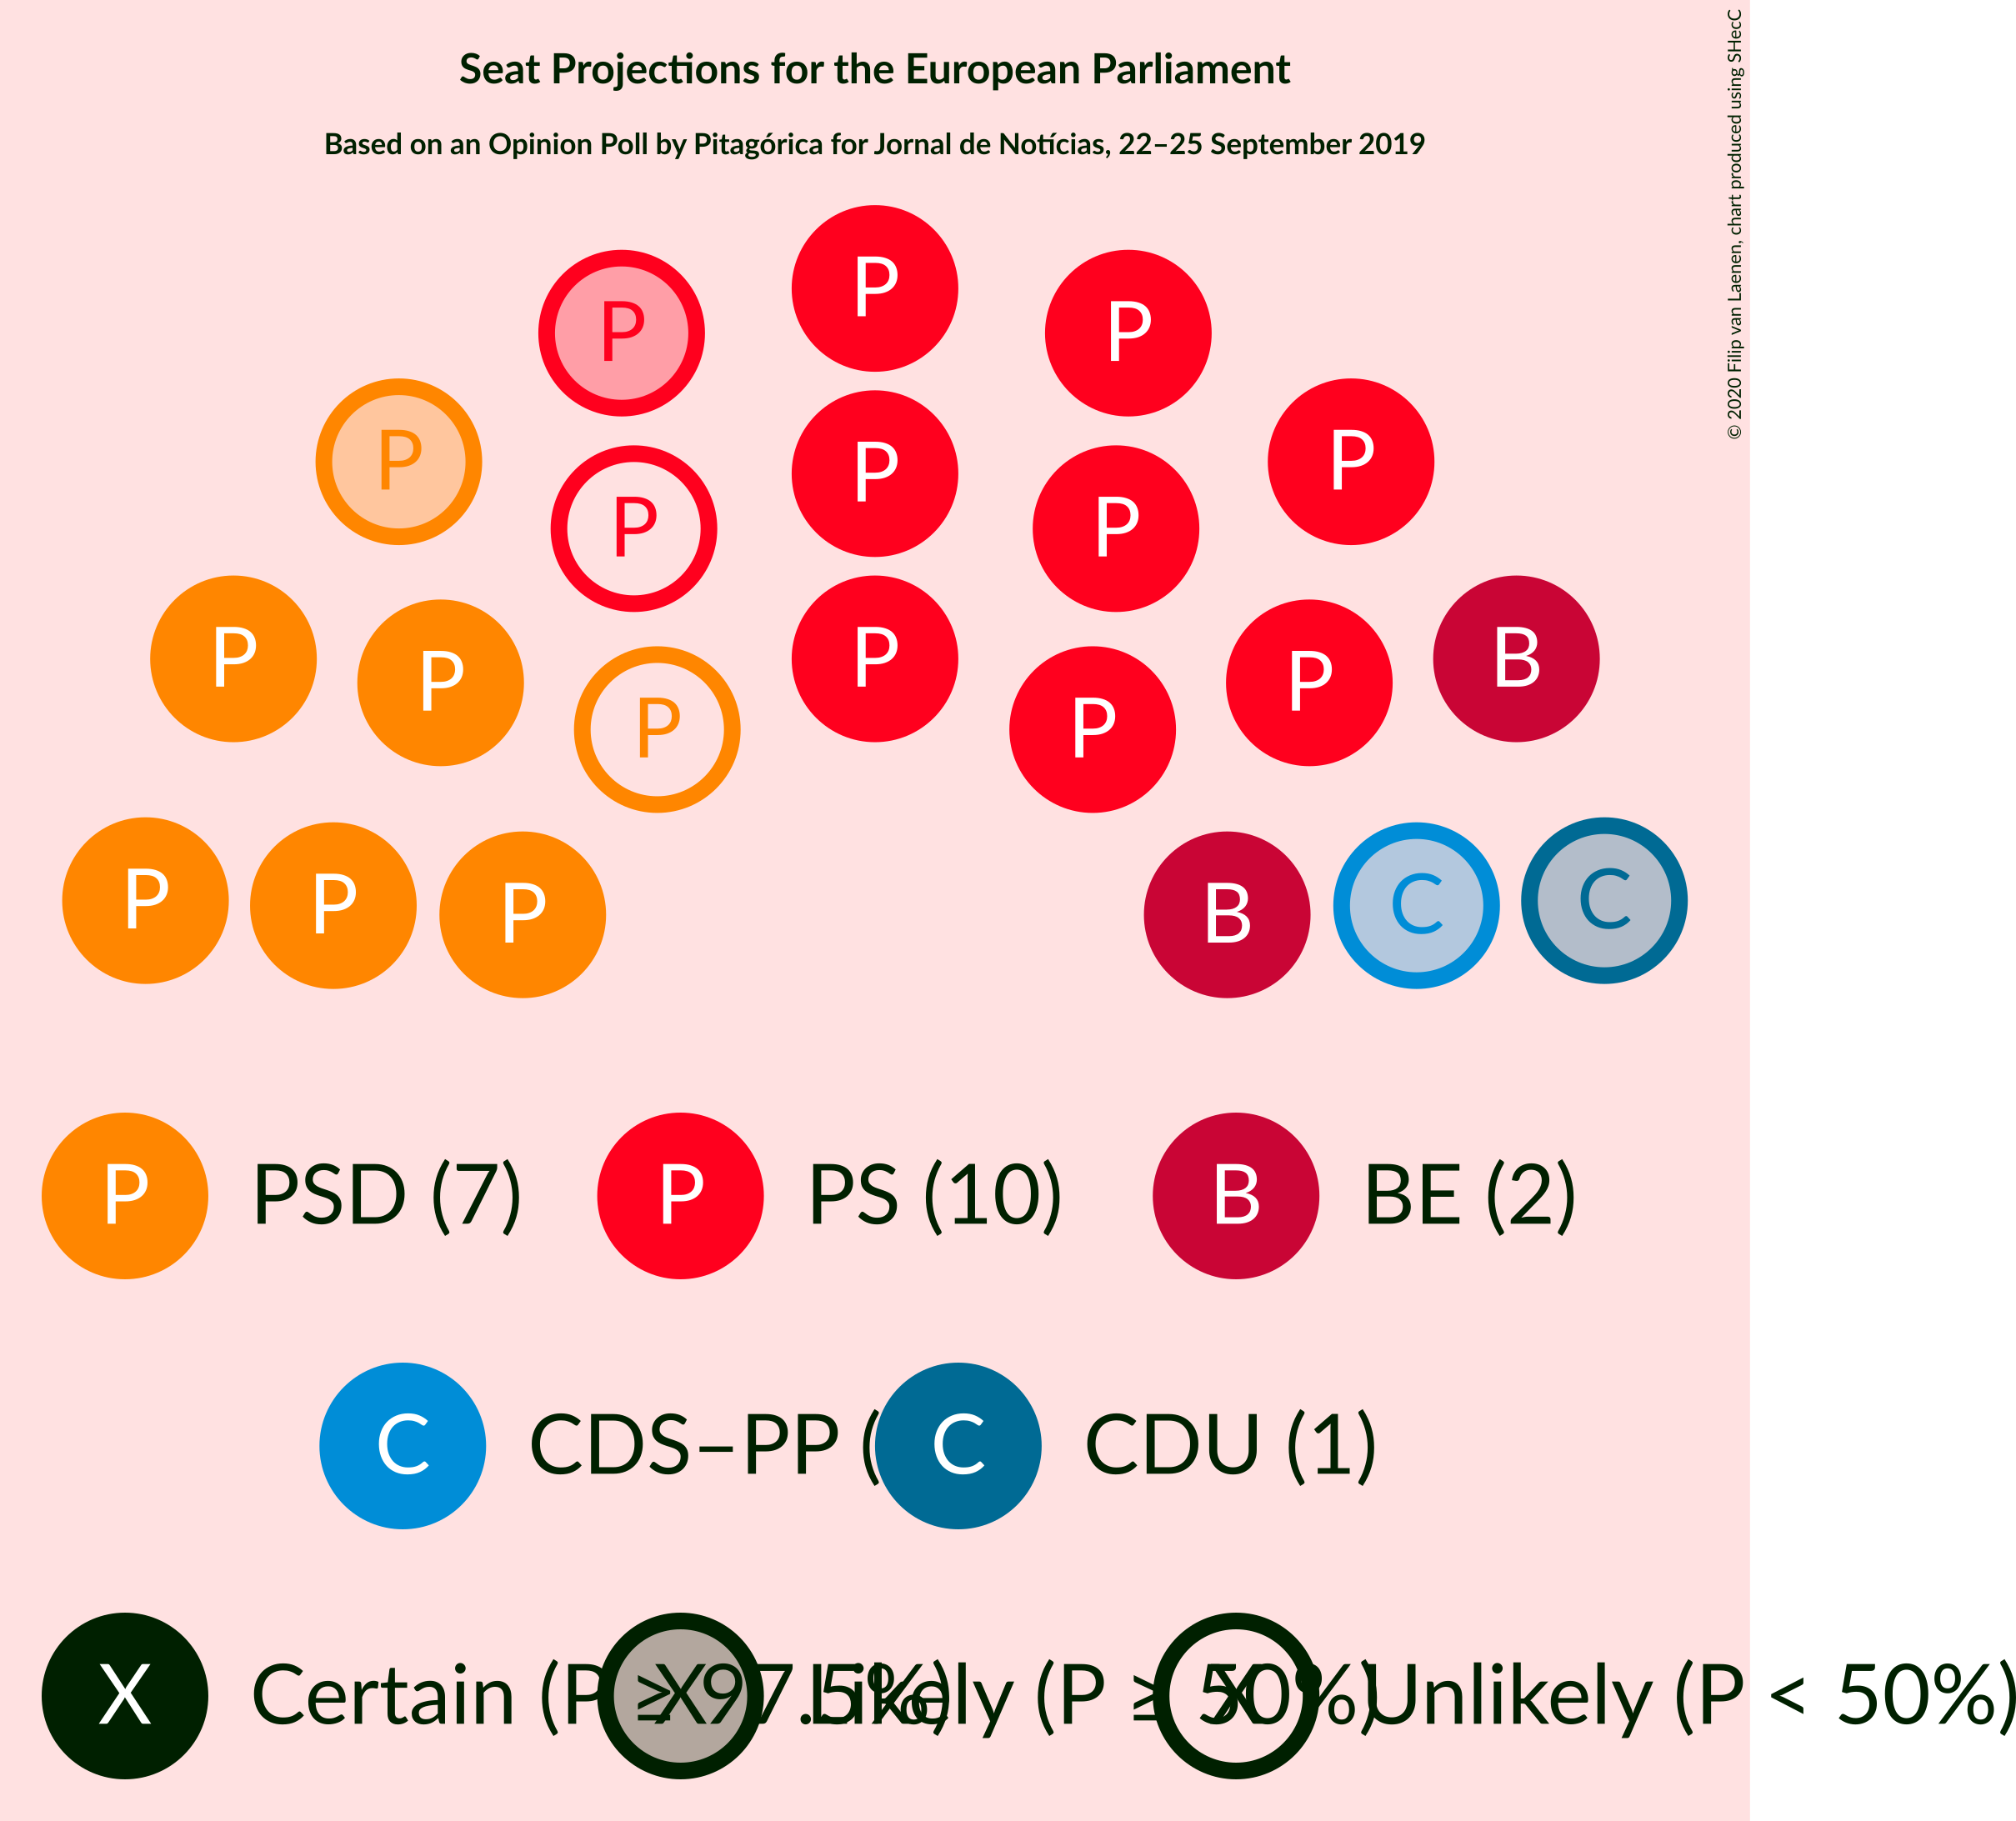 Seat Projections for the European Parliament
Based on an Opinion Poll by Pitagórica for Jornal de Notícias, 22–25 September 2019
© 2020 Filip van Laenen, chart produced using SHecC
P
P P
P P
P
P P
P P
P B
P P
P
P
P P P
B C C
P PSD (7) P PS (10) B BE (2)
C CDS–PP ( C CDU (1)
X Certain (P ≥ 97.5%) X Likely (P ≥ 50%) X Unlikely (P < 50%)